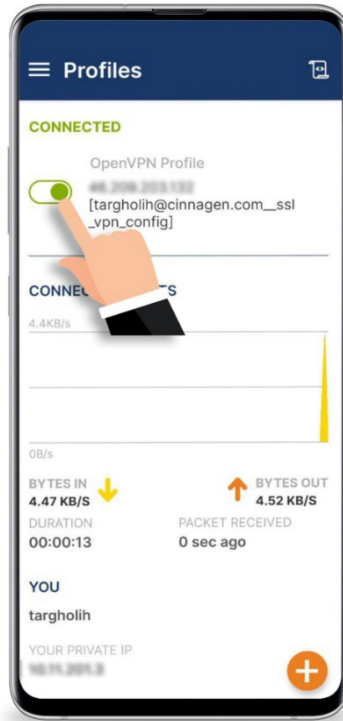 Profiles
CONNECTED
OpenVPN Profile
[targholih@cinnagen.com__ssl
_vpn_config]
4.4KB/s
0B/s
BYTES IN
4.47 KB/S
BYTES OUT
4.52 KB/S
DURATION
00:00:13
PACKET RECEIVED
0 sec ago
YOU
targholih
YOUR PRIVATE IP